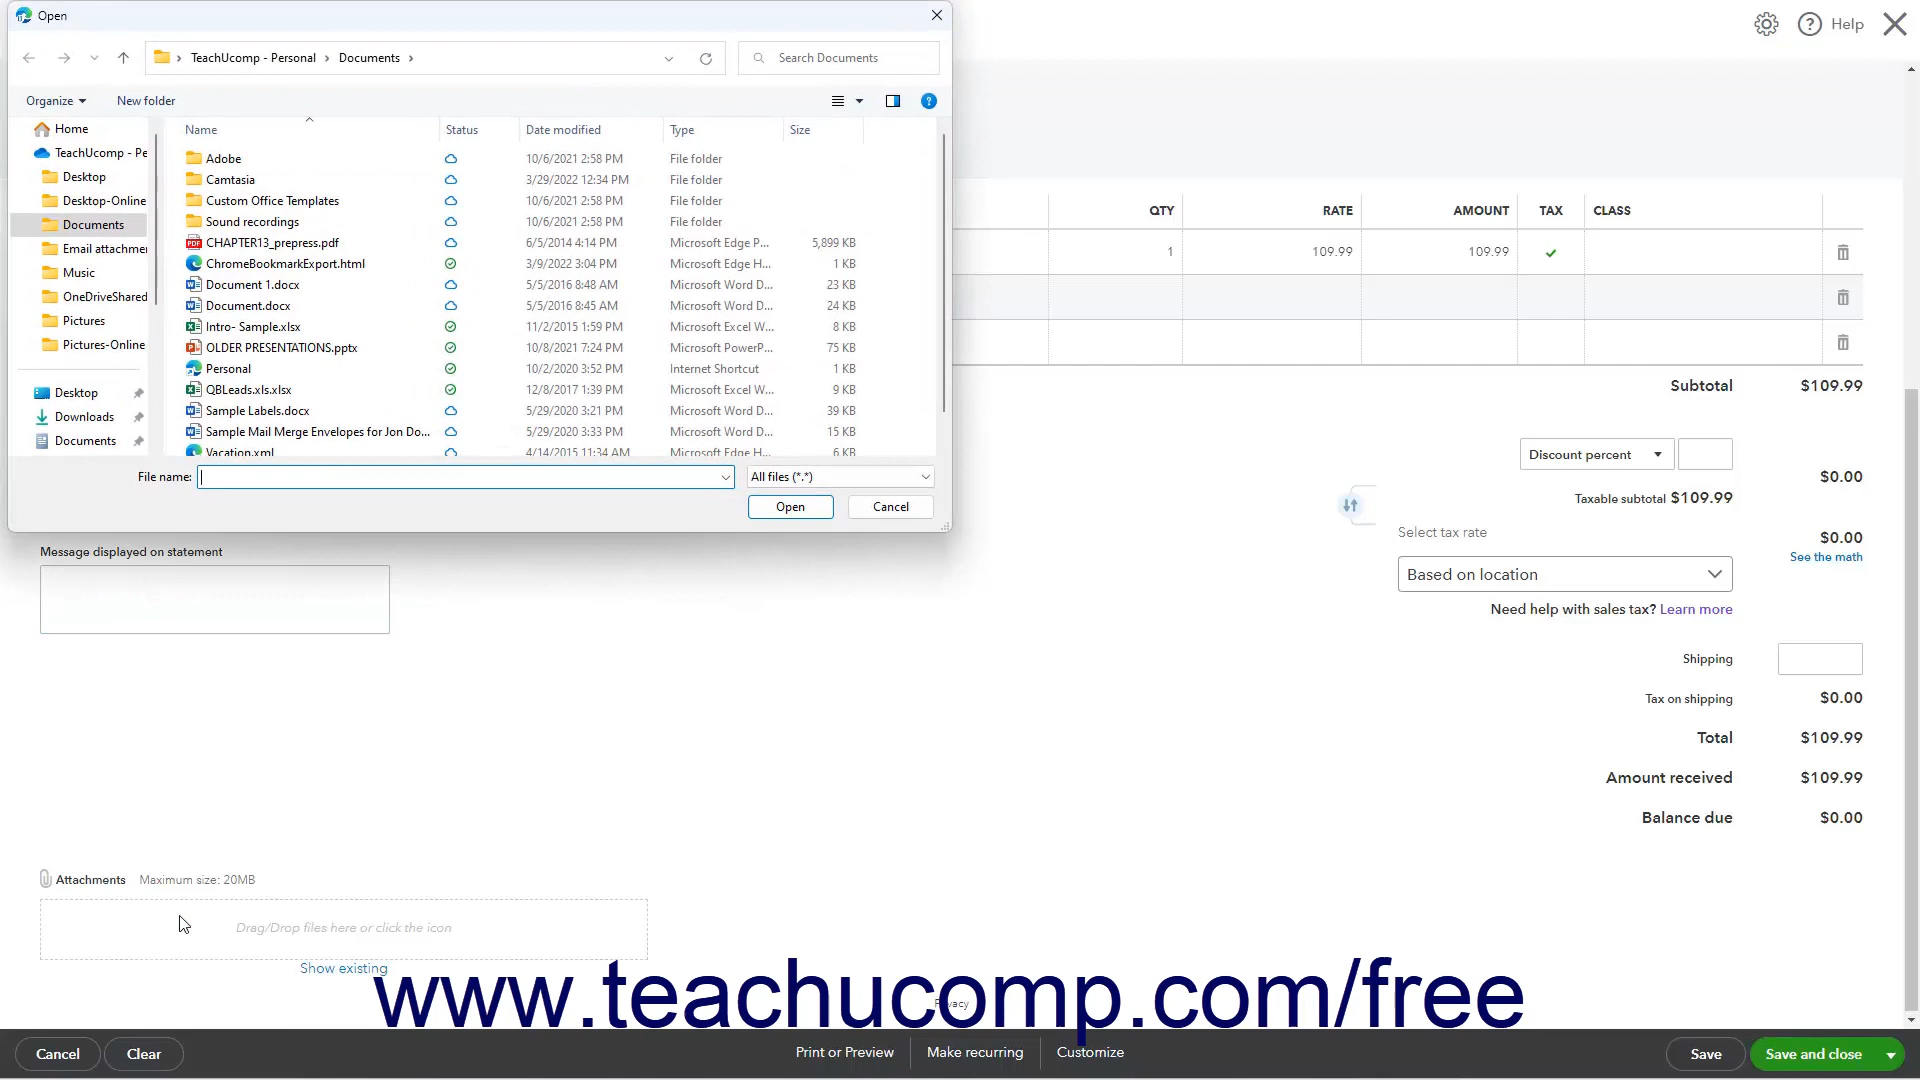 Open
TeachUcomp - Personal > Documents >
Search Documents
Organize
New folder
Help
Home
TeachUcomp - Pe
Desktop
Desktop-Online
Documents
Email attachmer
Music
OneDriveShared
Pictures
Pictures-Online
Desktop
Downloads
Documents
Name Status Date modified Type Size
Adobe 10/6/2021 2:58 PM File folder
Camtasia 3/29/2022 12:34 PM File folder
Custom Office Templates 10/6/2021 2:58 PM File folder
Sound recordings 10/6/2021 2:58 PM File folder
CHAPTER13_prepress.pdf 6/5/2014 4:14 PM Microsoft Edge P... 5,899 KB
ChromeBookmarkExport.html 3/9/2022 3:04 PM Microsoft Edge H... 1 KB
Document 1.docx 5/5/2016 8:48 AM Microsoft Word D... 23 KB
Document.docx 5/5/2016 8:45 AM Microsoft Word D... 24 KB
Intro- Sample.xlsx 11/2/2015 1:59 PM Microsoft Excel W... 8 KB
OLDER PRESENTATIONS.pptx 10/8/2021 7:24 PM Microsoft PowerP... 75 KB
Personal 10/2/2020 3:52 PM Internet Shortcut 1 KB
QBLeads.xls.xlsx 12/8/2017 1:39 PM Microsoft Excel W... 9 KB
Sample Labels.docx 5/29/2020 3:21 PM Microsoft Word D... 39 KB
Sample Mail Merge Envelopes for Jon Do... 5/29/2020 3:33 PM Microsoft Word D... 15 KB
Vacation.xml 4/14/2015 11:34 AM Microsoft Edge H... 6 KB
File name:
All files (*.*)
Open
Cancel
QTY RATE AMOUNT TAX CLASS
1 109.99 109.99
Subtotal $109.99
Discount percent
$0.00
Taxable subtotal $109.99
Select tax rate
$0.00
See the math
Based on location
Need help with sales tax? Learn more
Shipping
Tax on shipping $0.00
Total $109.99
Amount received $109.99
Balance due $0.00
Message displayed on statement
Attachments Maximum size: 20MB
Drag/Drop files here or click the icon
Show existing
www.teachucomp.com/free
Privacy
Cancel
Clear
Print or Preview
Make recurring
Customize
Save
Save and close